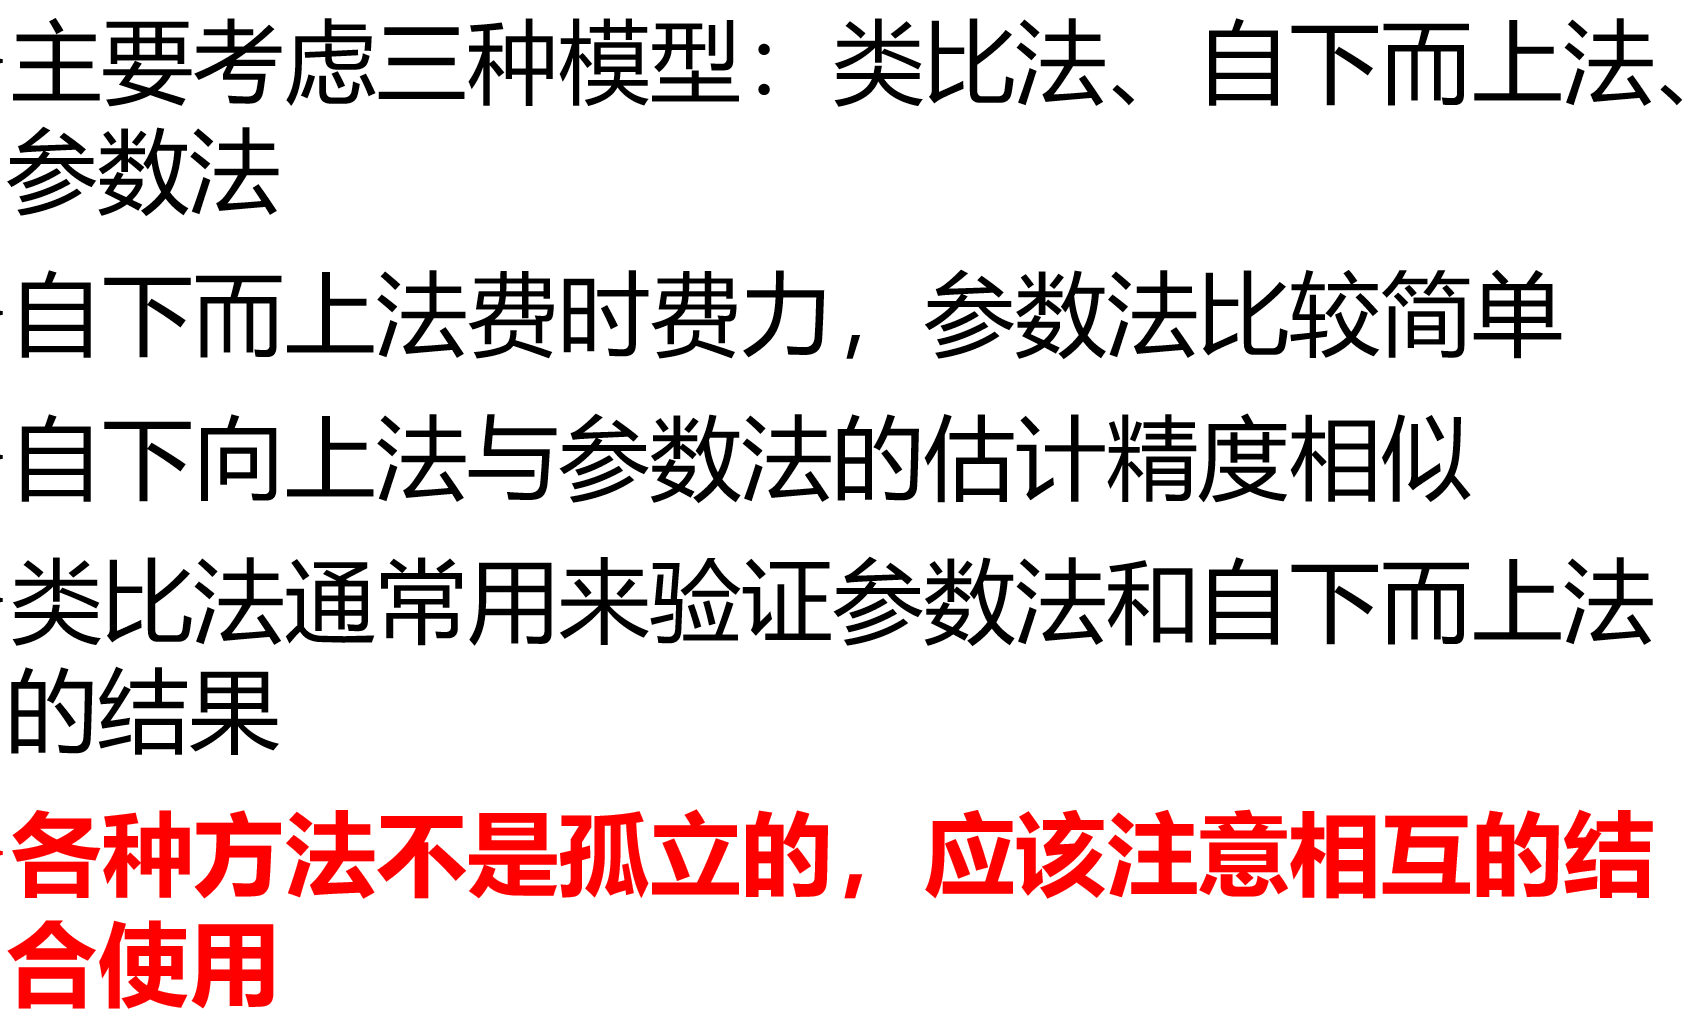 主要考虑三种模型：类比法、自下而上法、
参数法
自下而上法费时费力，参数法比较简单
自下向上法与参数法的估计精度相似
类比法通常用来验证参数法和自下而上法
的结果
各种方法不是孤立的，应该注意相互的结
合使用